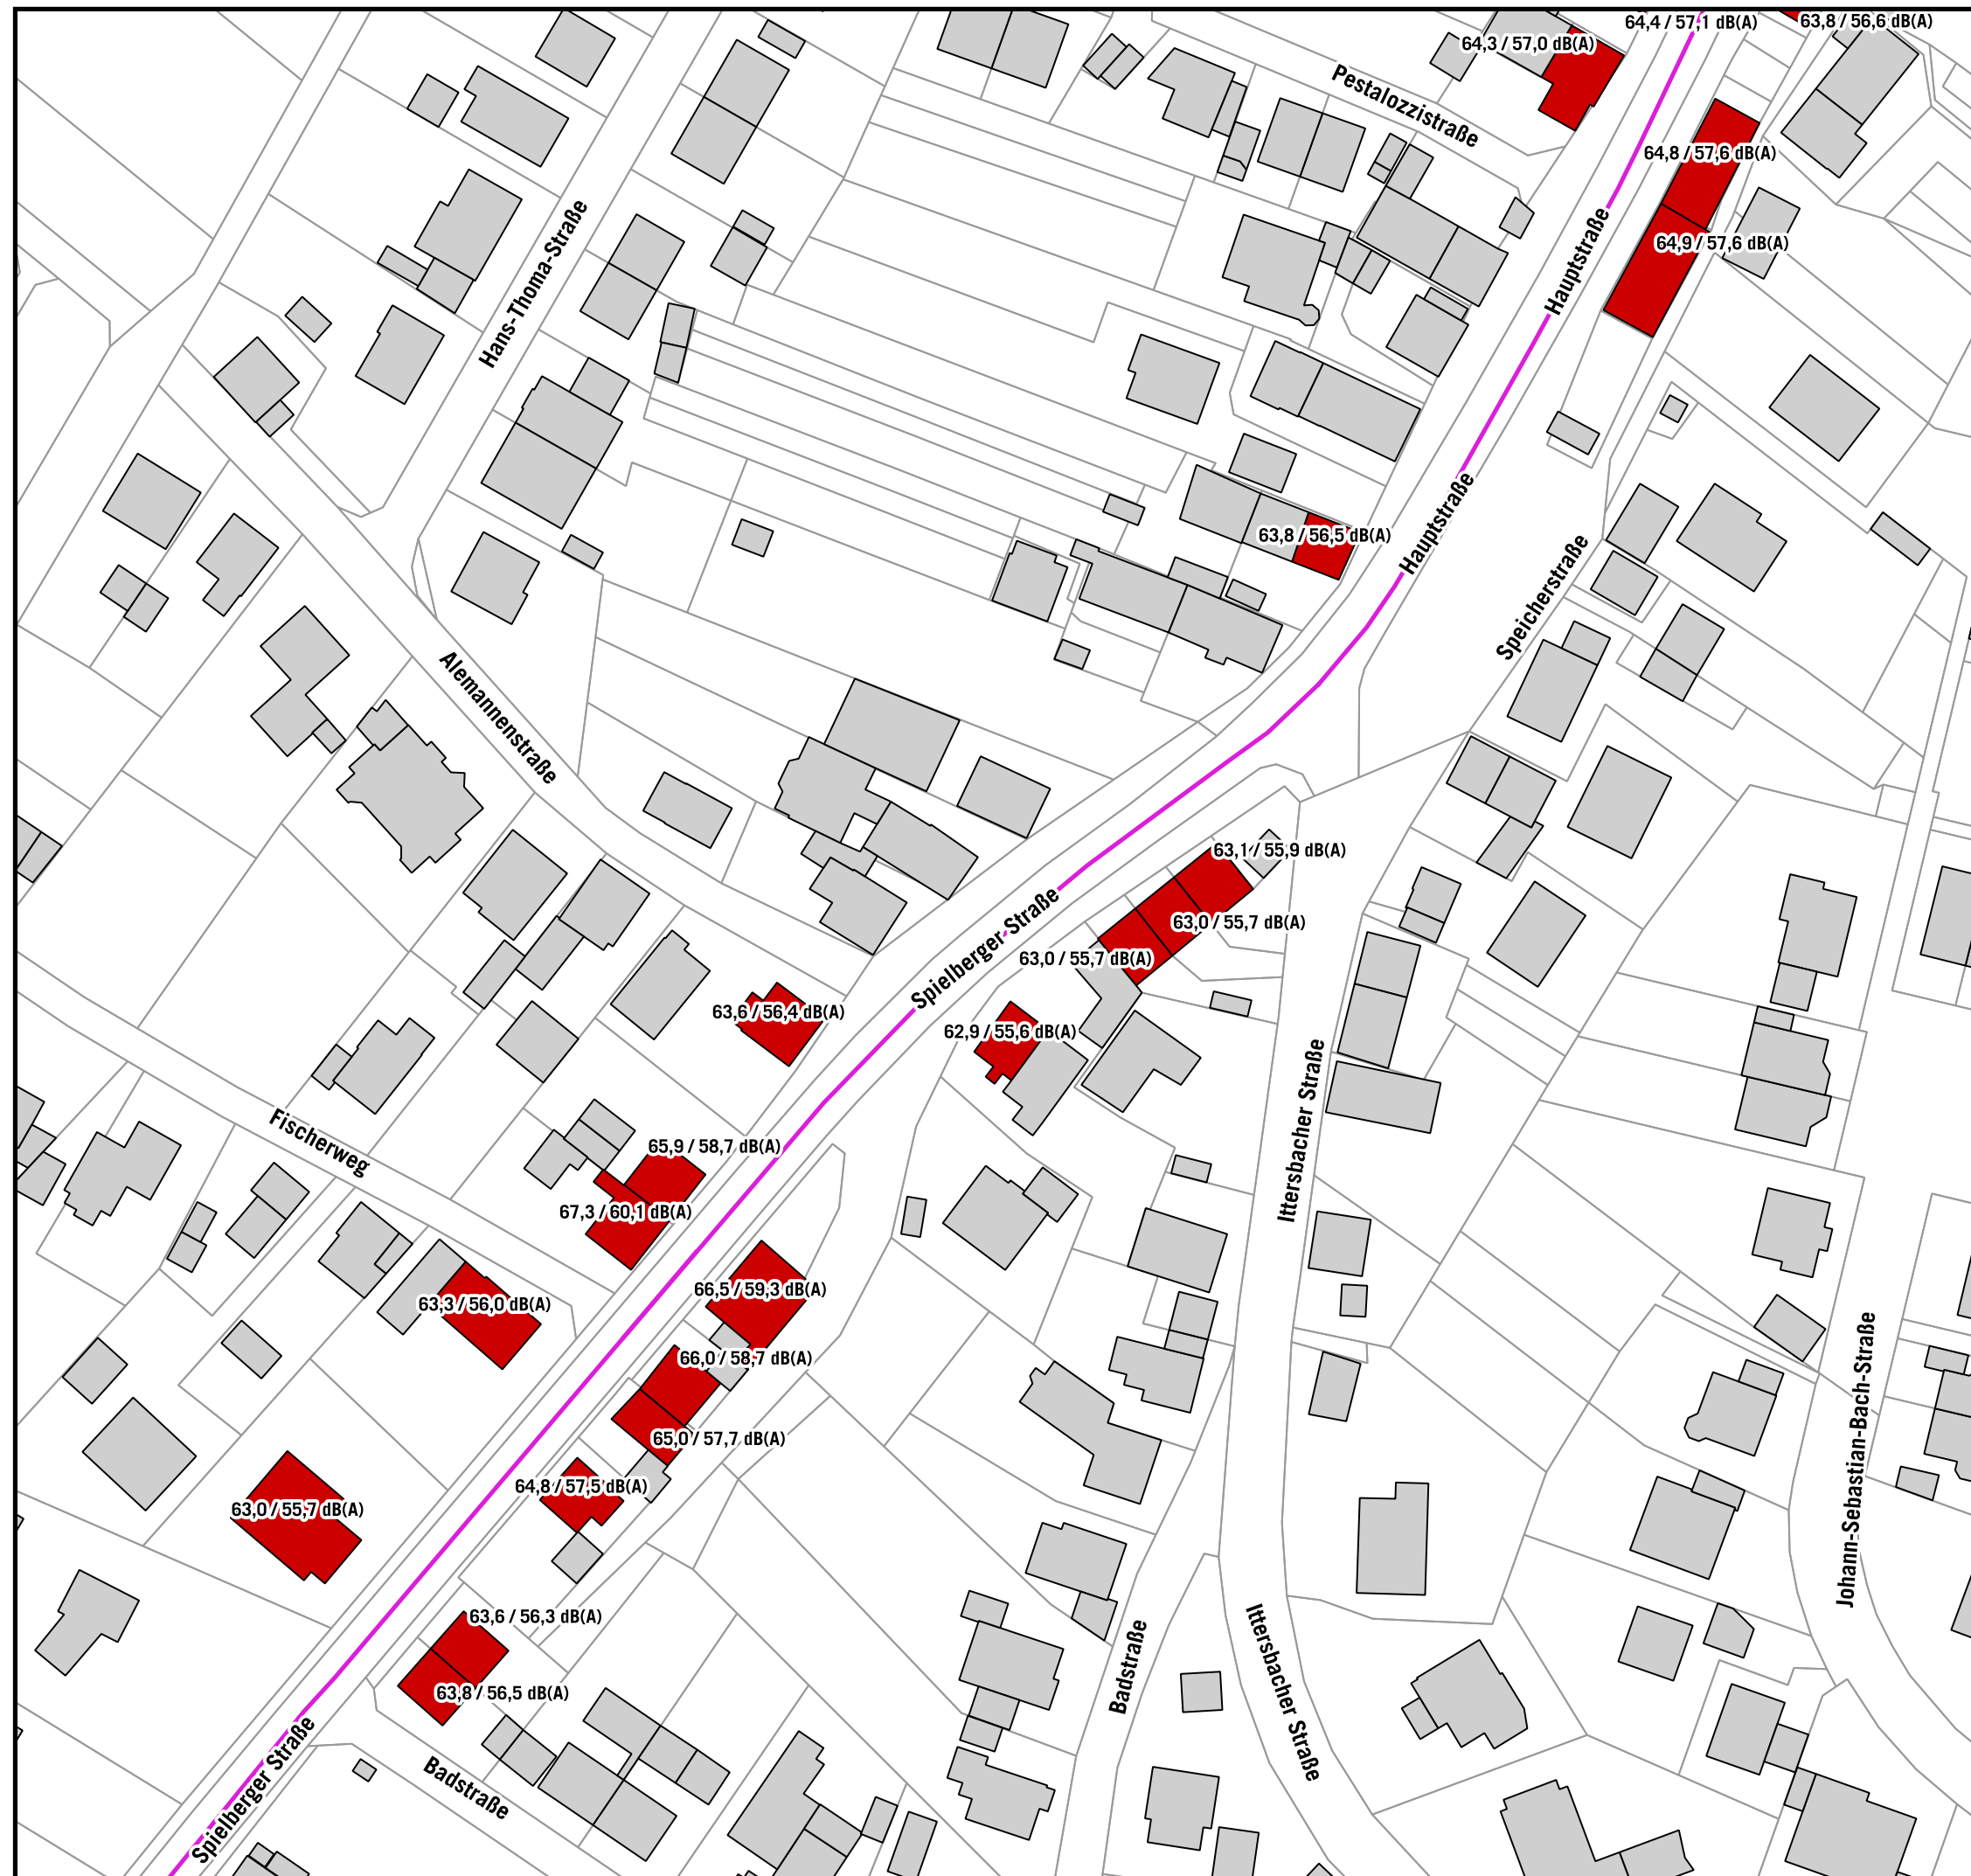 64,4 / 57,1 dB(A)
63,8 / 56,6 dB(A)
64,3 / 57,0 dB(A)
Pestalozzistraße
64,8 / 57,6 dB(A)
Hans-Thoma-Straße
Hauptstraße
64,9 / 57,6 dB(A)
63,8 / 56,5 dB(A)
Hauptstraße
Speicherstraße
Alemannenstraße
63,1 / 55,9 dB(A)
63,0 / 55,7 dB(A)
Spielberger Straße
63,0 / 55,7 dB(A)
63,6 / 56,4 dB(A)
62,9 / 55,6 dB(A)
Fischerweg
65,9 / 58,7 dB(A)
Ittersbacher Straße
67,3 / 60,1 dB(A)
66,5 / 59,3 dB(A)
63,3 / 56,0 dB(A)
66,0 / 58,7 dB(A)
65,0 / 57,7 dB(A)
Johann-Sebastian-Bach-Straße
64,8 / 57,5 dB(A)
63,0 / 55,7 dB(A)
63,6 / 56,3 dB(A)
Badstraße
Ittersbacher Straße
63,8 / 56,5 dB(A)
Spielberger Straße
Badstraße